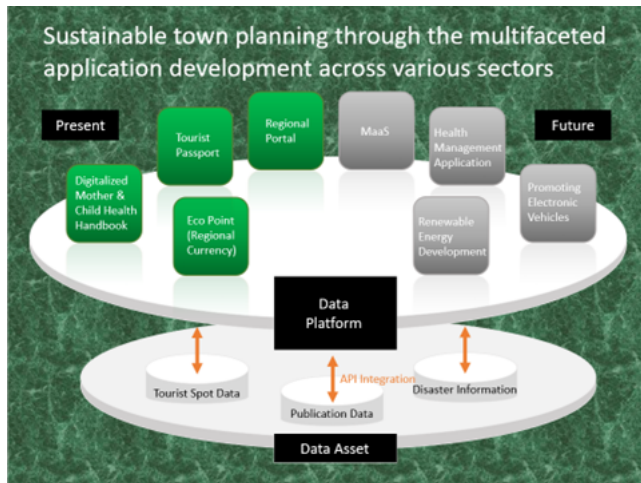 Sustainable town planning through the multifaceted
application development across various sectors
Present
Tourist
Passport
Regional
Portal
MaaS
Health
Management
Application
Future
Digitalized
Mother &
Child Health
Handbook
Eco Point
(Regional
Currency)
Renewable
Energy
Development
Promoting
Electronic
Vehicles
Data
Platform
Tourist Spot Data
API Integration
Publication Data
Disaster Information
Data Asset